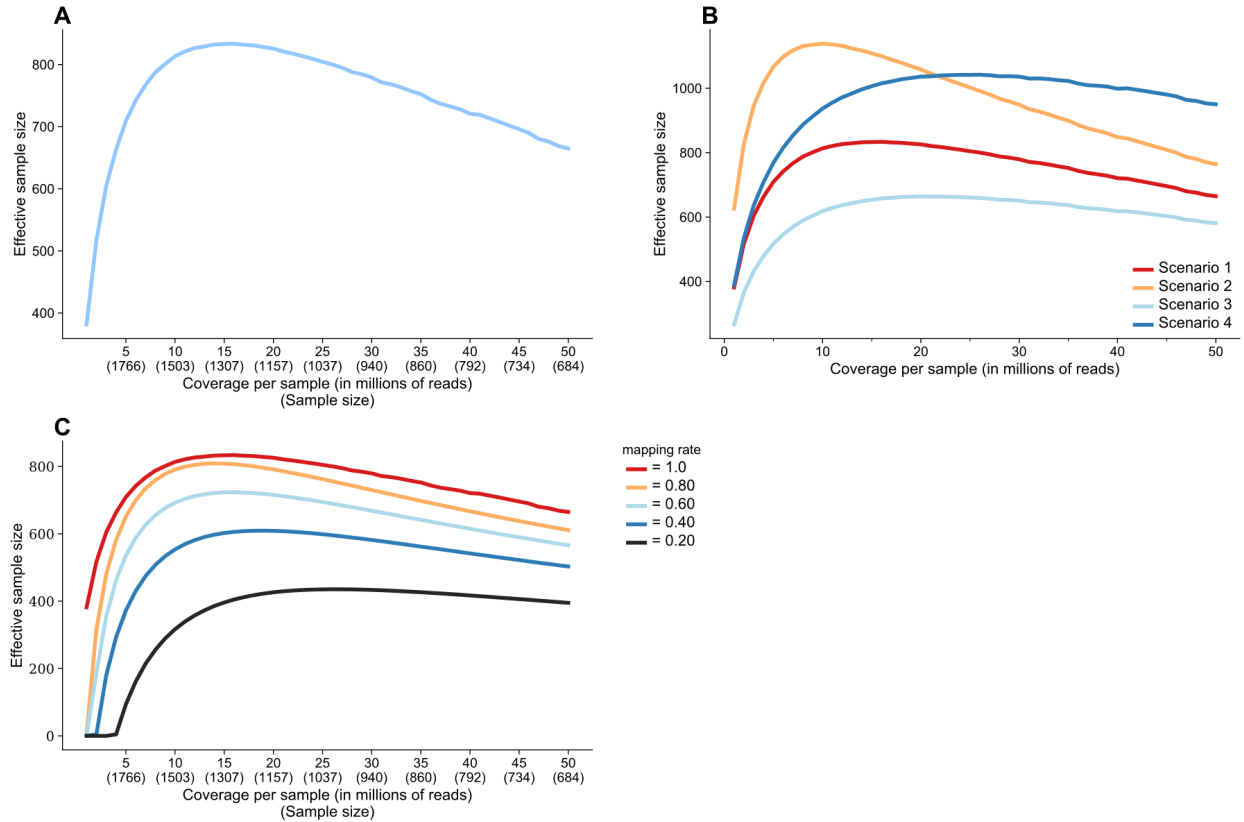 A
Effective sample size
800
700
600
500
400
5 10 15 20 25 30 35 40 45 50
(1766) (1503) (1307) (1157) (1037) (940) (860) (792) (734) (684)
Coverage per sample (in millions of reads)
(Sample size)
B
Effective sample size
1000
800
600
400
Scenario 1
Scenario 2
Scenario 3
Scenario 4
0 10 20 30 40 50
Coverage per sample (in millions of reads)
C
Effective sample size
800
600
400
200
0
5 10 15 20 25 30 35 40 45 50
(1766) (1503) (1307) (1157) (1037) (940) (860) (792) (734) (684)
Coverage per sample (in millions of reads)
(Sample size)
mapping rate
= 1.0
= 0.80
= 0.60
= 0.40
= 0.20